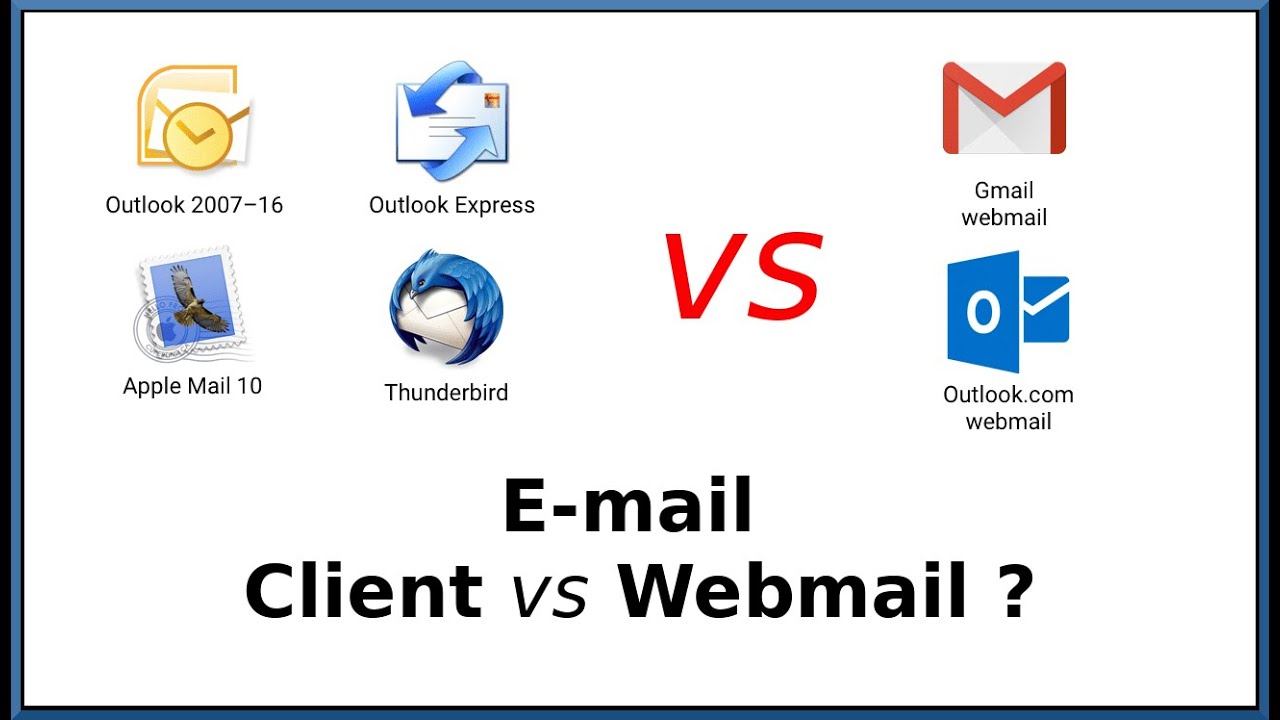 Outlook 2007–16
Outlook Express
Gmail
webmail
vs
Apple Mail 10
Thunderbird
Outlook.com
webmail
E-mail
Client vs Webmail ?